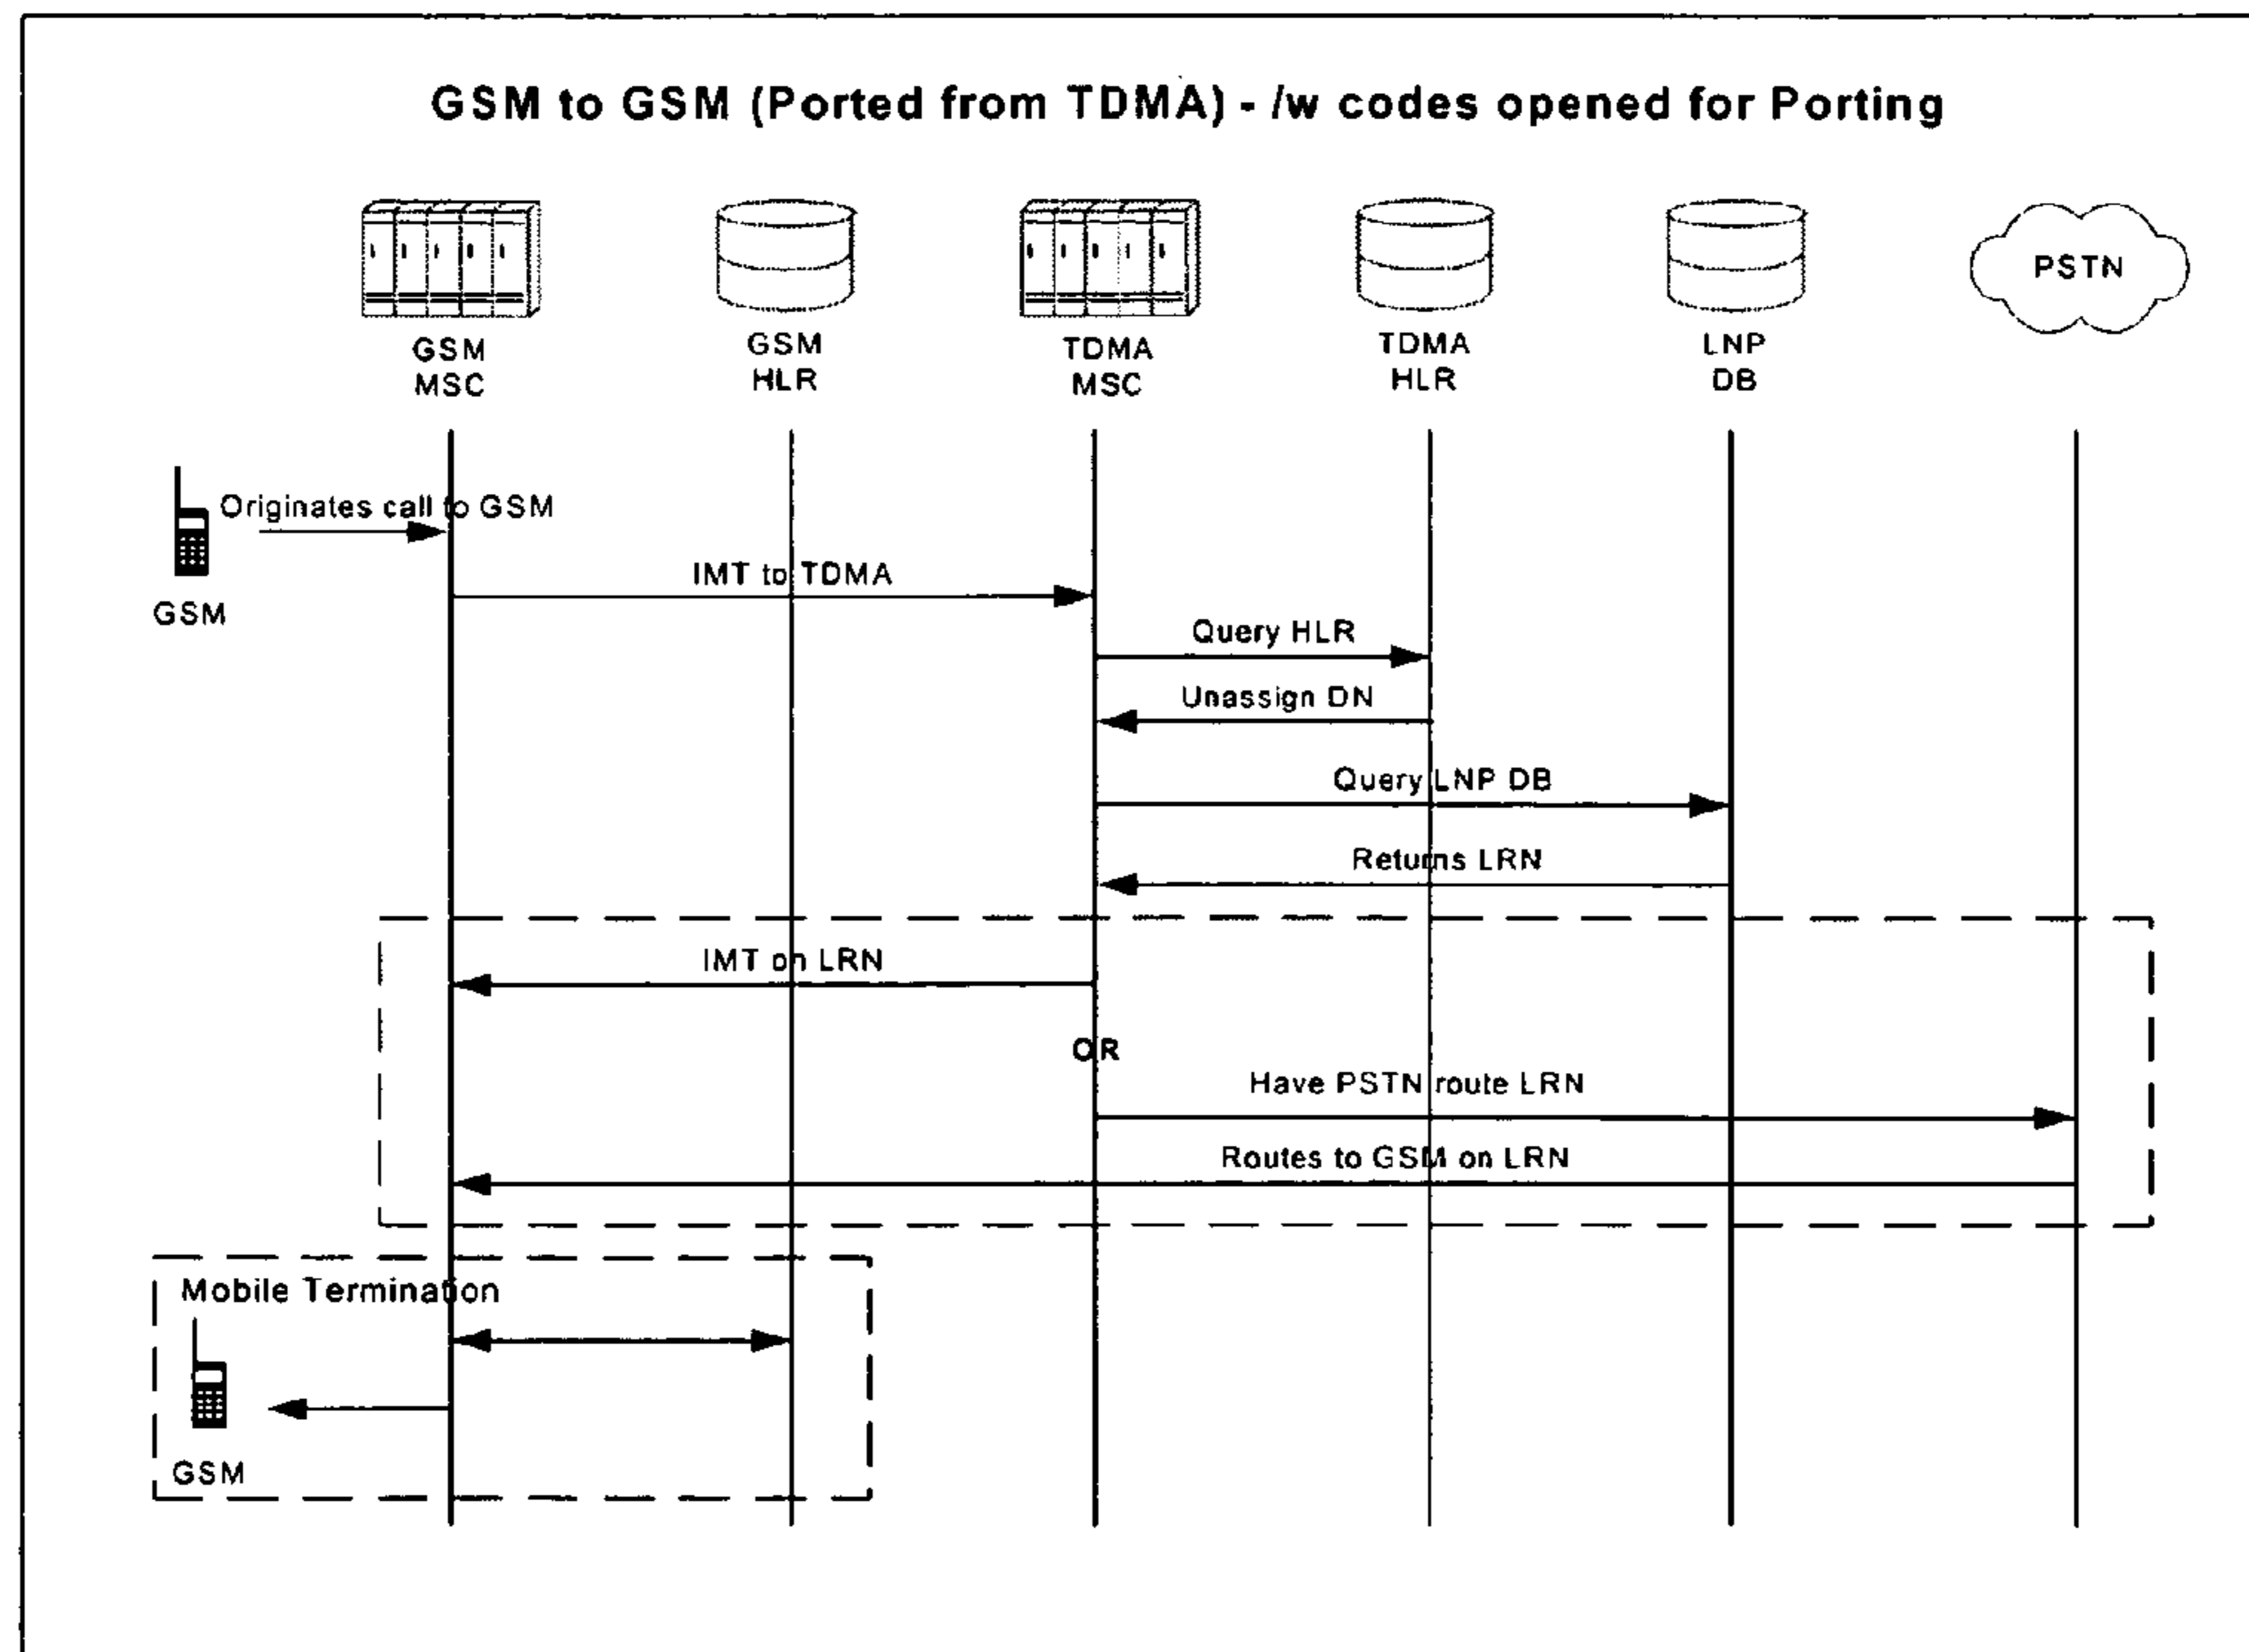 GSM to GSM (Ported from TDMA) - /w codes opened for Porting
GSM
MSC
GSM
HLR
TDMA
MSC
TDMA
HLR
LNP
DB
PSTN
Originates call to GSM
GSM
IMT to TDMA
Query HLR
Unassign DN
Query LNP DB
Returns LRN
IMT on LRN
OR
Have PSTN route LRN
Routes to GSM on LRN
Mobile Termination
GSM